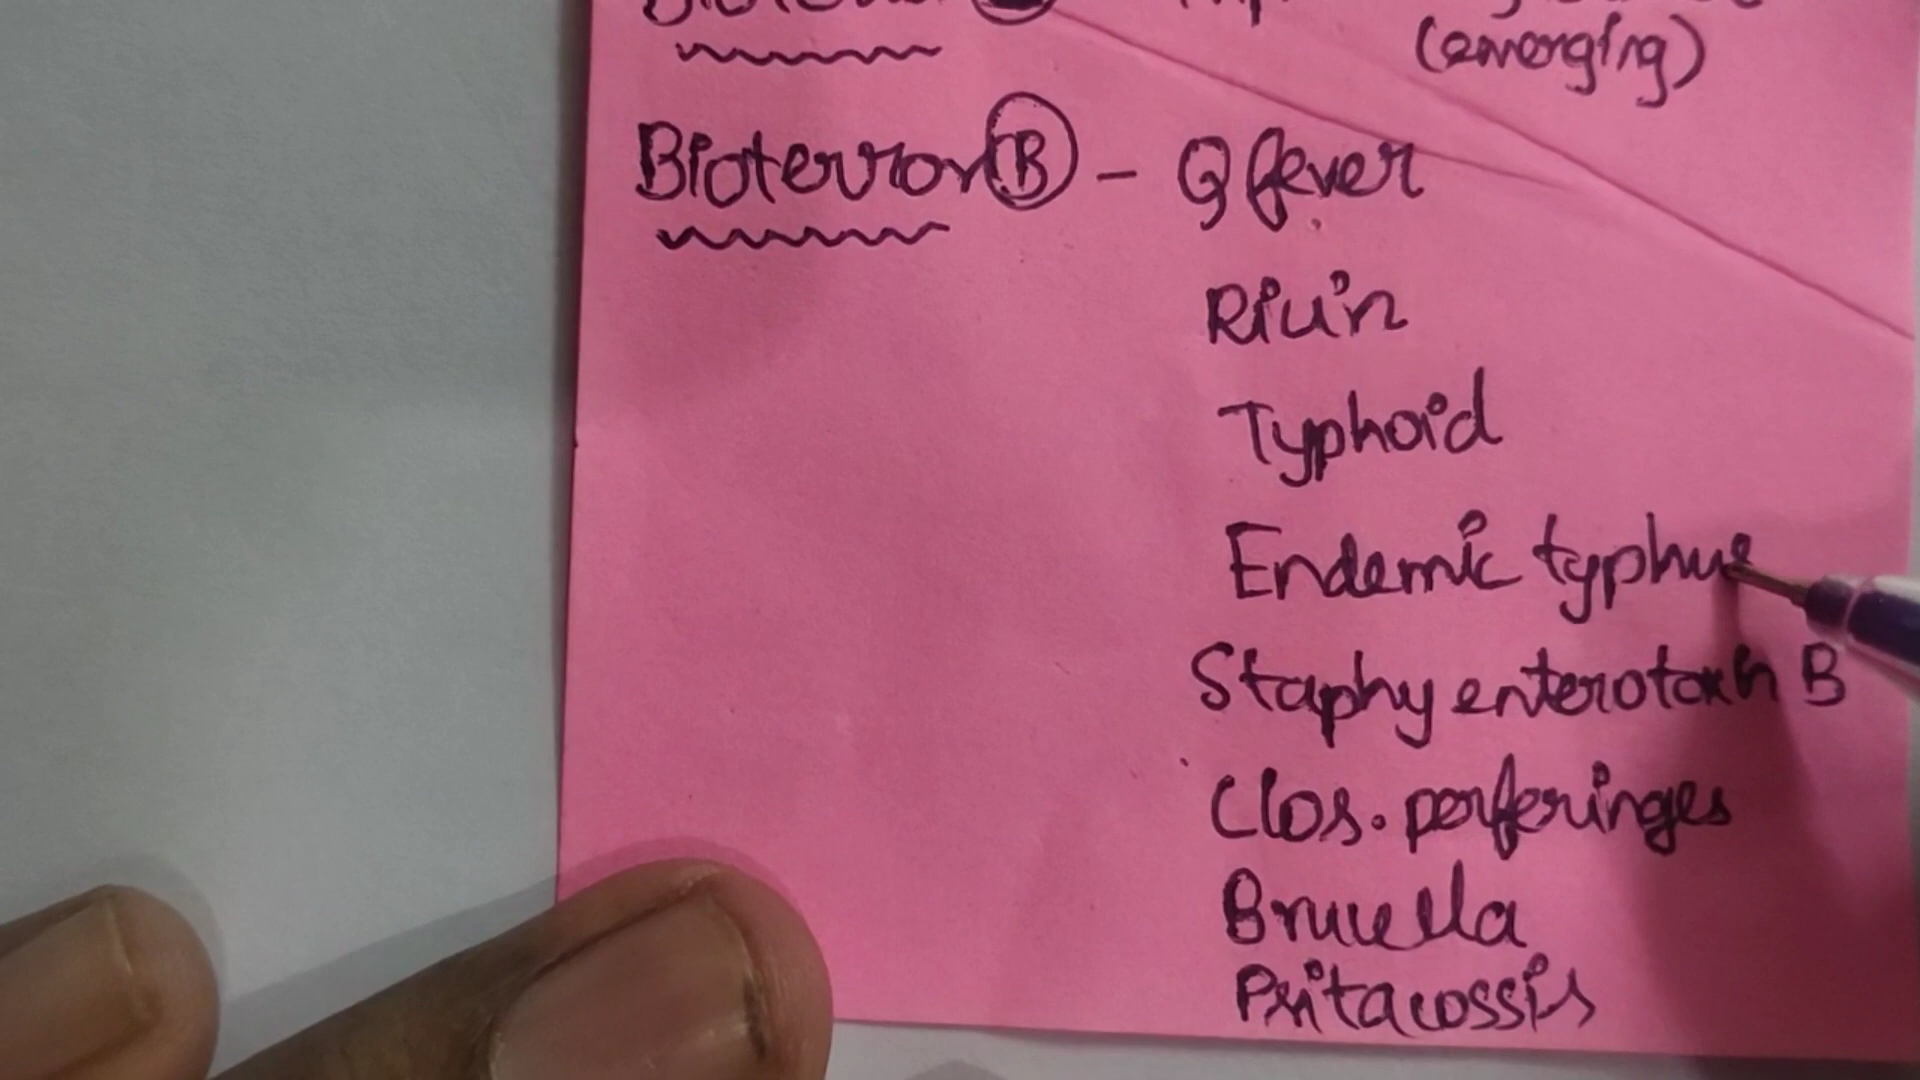 (emerging)
Bioterror B - Q fever
Ricin
Typhoid
Endemic typhus
Staphy enterotoxin B
Clos. perferinges
Brucella
Psitacossis